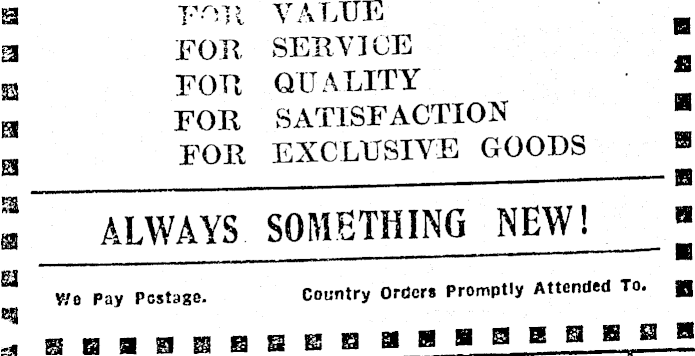 FOR VALUE
FOR SERVICE
FOR QUALITY
FOR SATISFACTION
FOR EXCLUSIVE GOODS
ALWAYS SOMETHING NEW!
We Pay Postage. Country Orders Promptly Attended To.